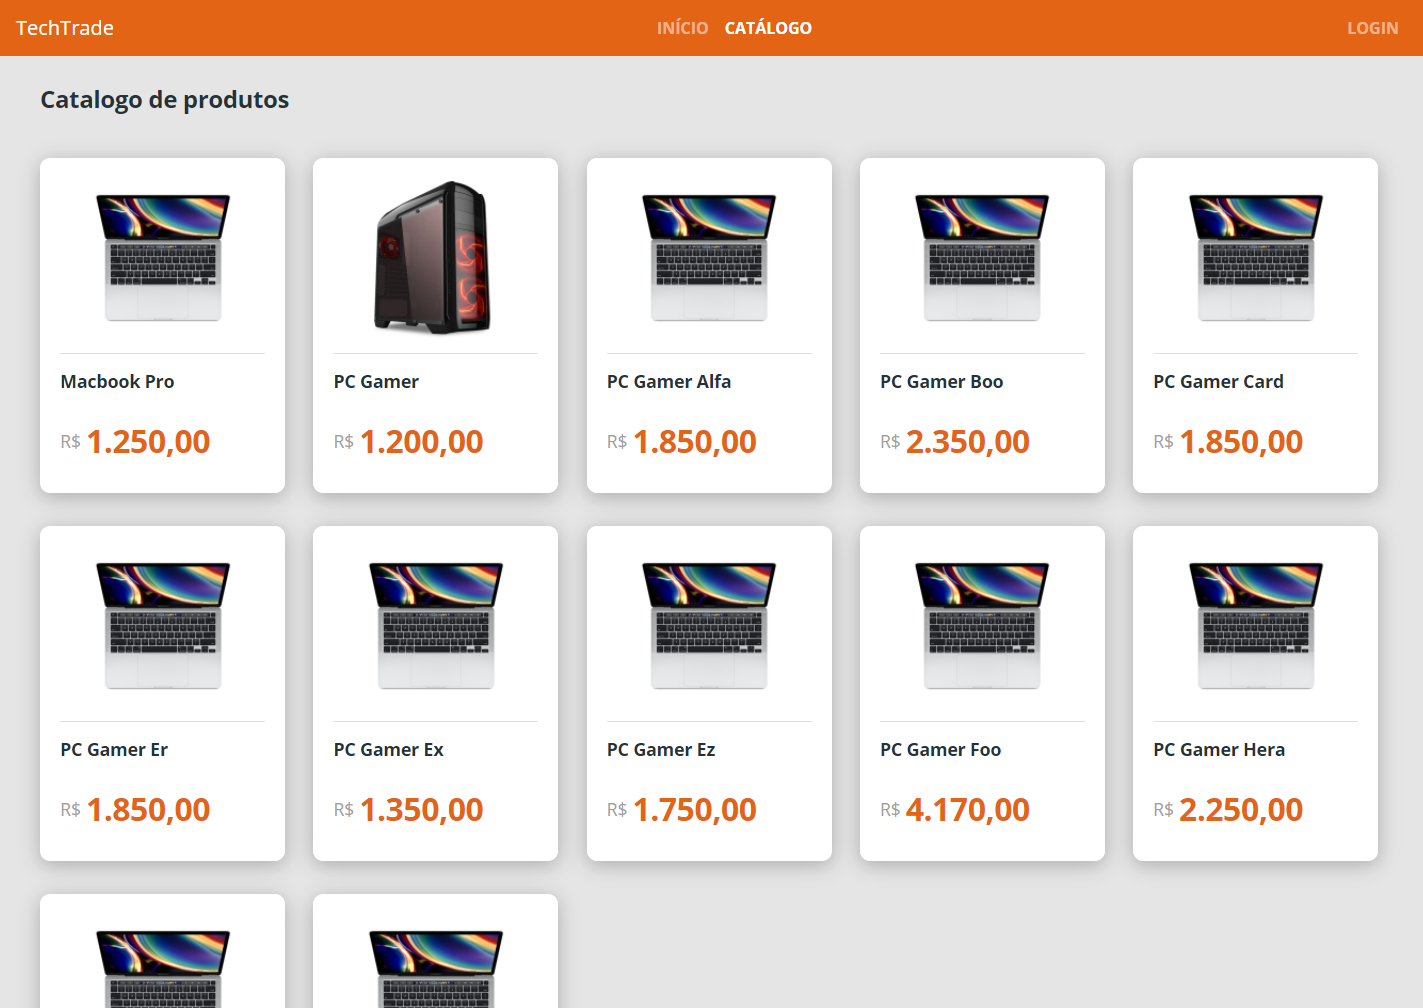 TechTrade
INÍCIO CATÁLOGO
LOGIN
Catalogo de produtos
Macbook Pro
R$ 1.250,00
PC Gamer
R$ 1.200,00
PC Gamer Alfa
R$ 1.850,00
PC Gamer Boo
R$ 2.350,00
PC Gamer Card
R$ 1.850,00
PC Gamer Er
R$ 1.850,00
PC Gamer Ex
R$ 1.350,00
PC Gamer Ez
R$ 1.750,00
PC Gamer Foo
R$ 4.170,00
PC Gamer Hera
R$ 2.250,00